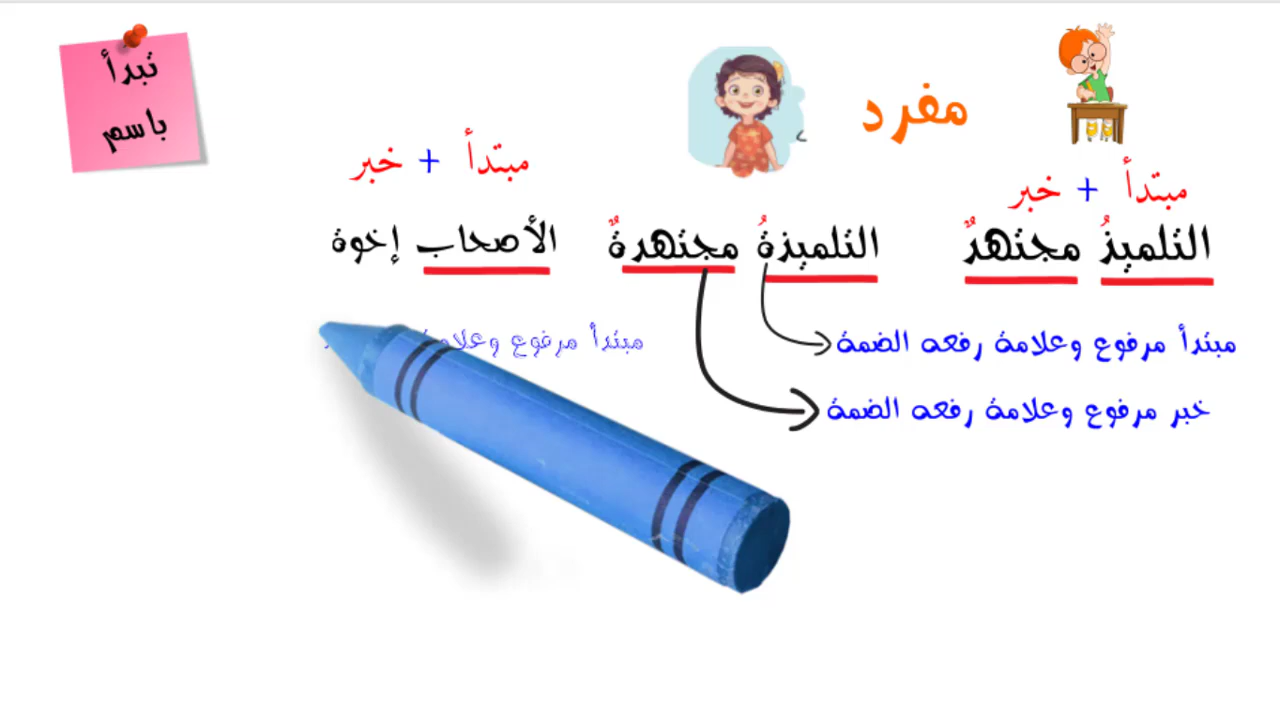 تبدأ
باسم
مفرد
مبتدأ + خبر
مبتدأ + خبر
التلميذُ مجتهدٌ
التلميذةُ مجتهدةٌ
الأصحاب إخوة
مبتدأ مرفوع وعلامة رفعه الضمة
خبر مرفوع وعلامة رفعه الضمة
مبتدأ مرفوع وعلامة